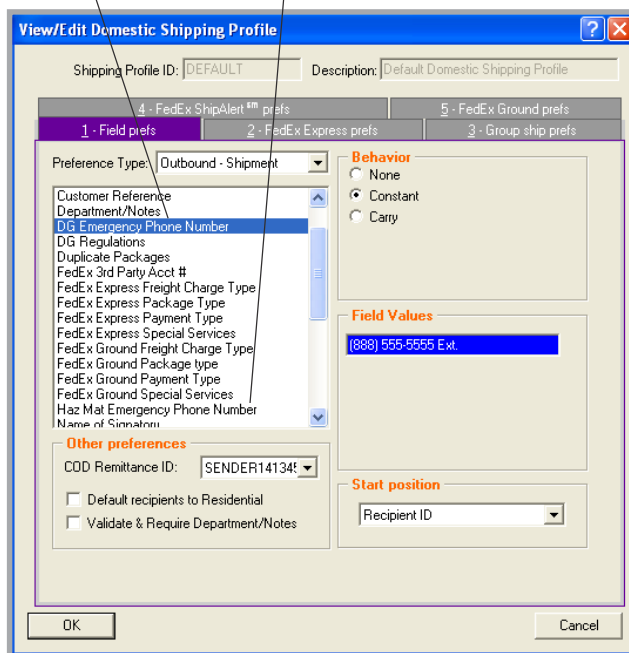 View/Edit Domestic Shipping Profile
Shipping Profile ID: DEFAULT Description: Default Domestic Shipping Profile
4 - FedEx ShipAlert sm prefs 5 - FedEx Ground prefs
1 - Field prefs 2 - FedEx Express prefs 3 - Group ship prefs
Preference Type: Outbound - Shipment
Customer Reference
Department/Notes
DG Emergency Phone Number
DG Regulations
Duplicate Packages
FedEx 3rd Party Acct #
FedEx Express Freight Charge Type
FedEx Express Package Type
FedEx Express Payment Type
FedEx Express Special Services
FedEx Ground Freight Charge Type
FedEx Ground Package type
FedEx Ground Payment Type
FedEx Ground Special Services
Haz Mat Emergency Phone Number
Name of Signatory
Behavior
None
Constant
Carry
Field Values
(888) 555-5555 Ext.
Other preferences
COD Remittance ID: SENDER14134
Default recipients to Residential
Validate & Require Department/Notes
Start position
Recipient ID
OK Cancel